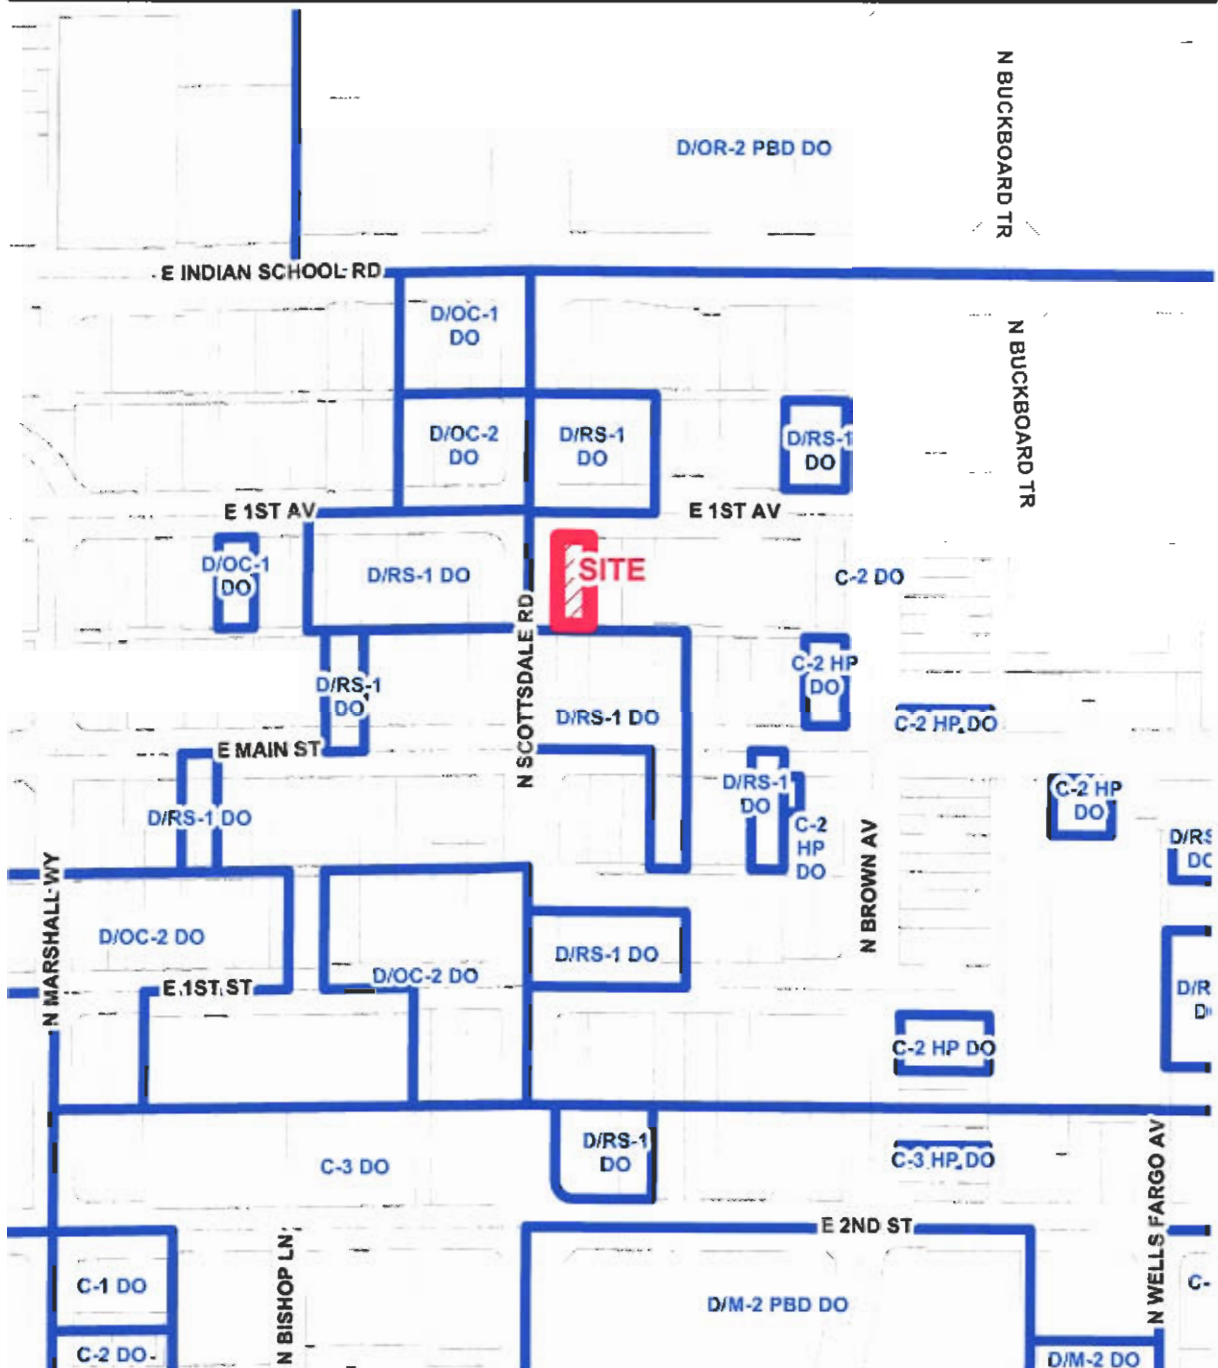 N BUCKBOARD TR
D/OR-2 PBD DO
E INDIAN SCHOOL RD
D/OC-1
DO
N BUCKBOARD TR
D/OC-2
DO
D/RS-1
DO
D/RS-1
DO
E 1ST AV
E 1ST AV
D/OC-1
DO
D/RS-1 DO
SITE
C-2 DO
N SCOTTSDALE RD
D/RS-1
DO
D/RS-1 DO
C-2 HP
DO
C-2 HP DO
E MAIN ST
D/RS-1
DO
C-2 HP
DO
D/RS-1 DO
C-2
HP
DO
N BROWN AV
N MARSHALL WY
D/OC-2 DO
D/OC-2 DO
D/RS-1 DO
E 1ST ST
C-2 HP DO
D/RS-1
DO
C-3 DO
C-3 HP DO
N WELLS FARGO AV
E 2ND ST
N BISHOP LN
C-1 DO
D/M-2 PBD DO
C-
C-2 DO
D/M-2 DO